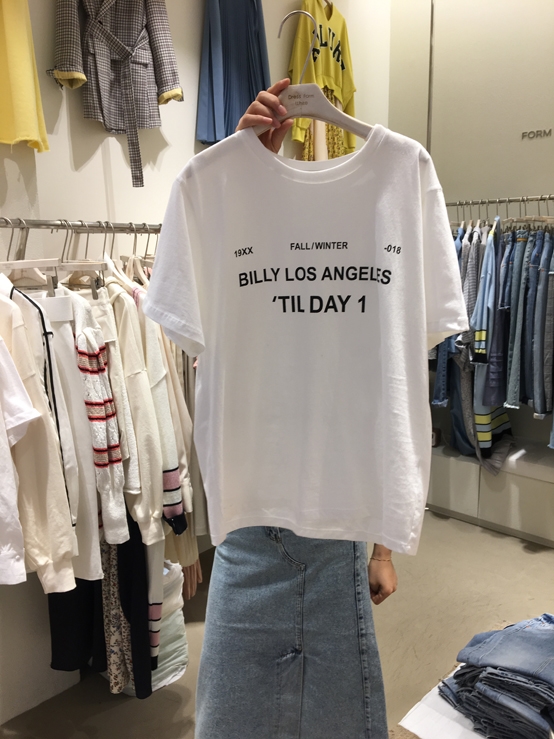 FORM
19XX FALL/WINTER -018
BILLY LOS ANGELES
'TIL DAY 1